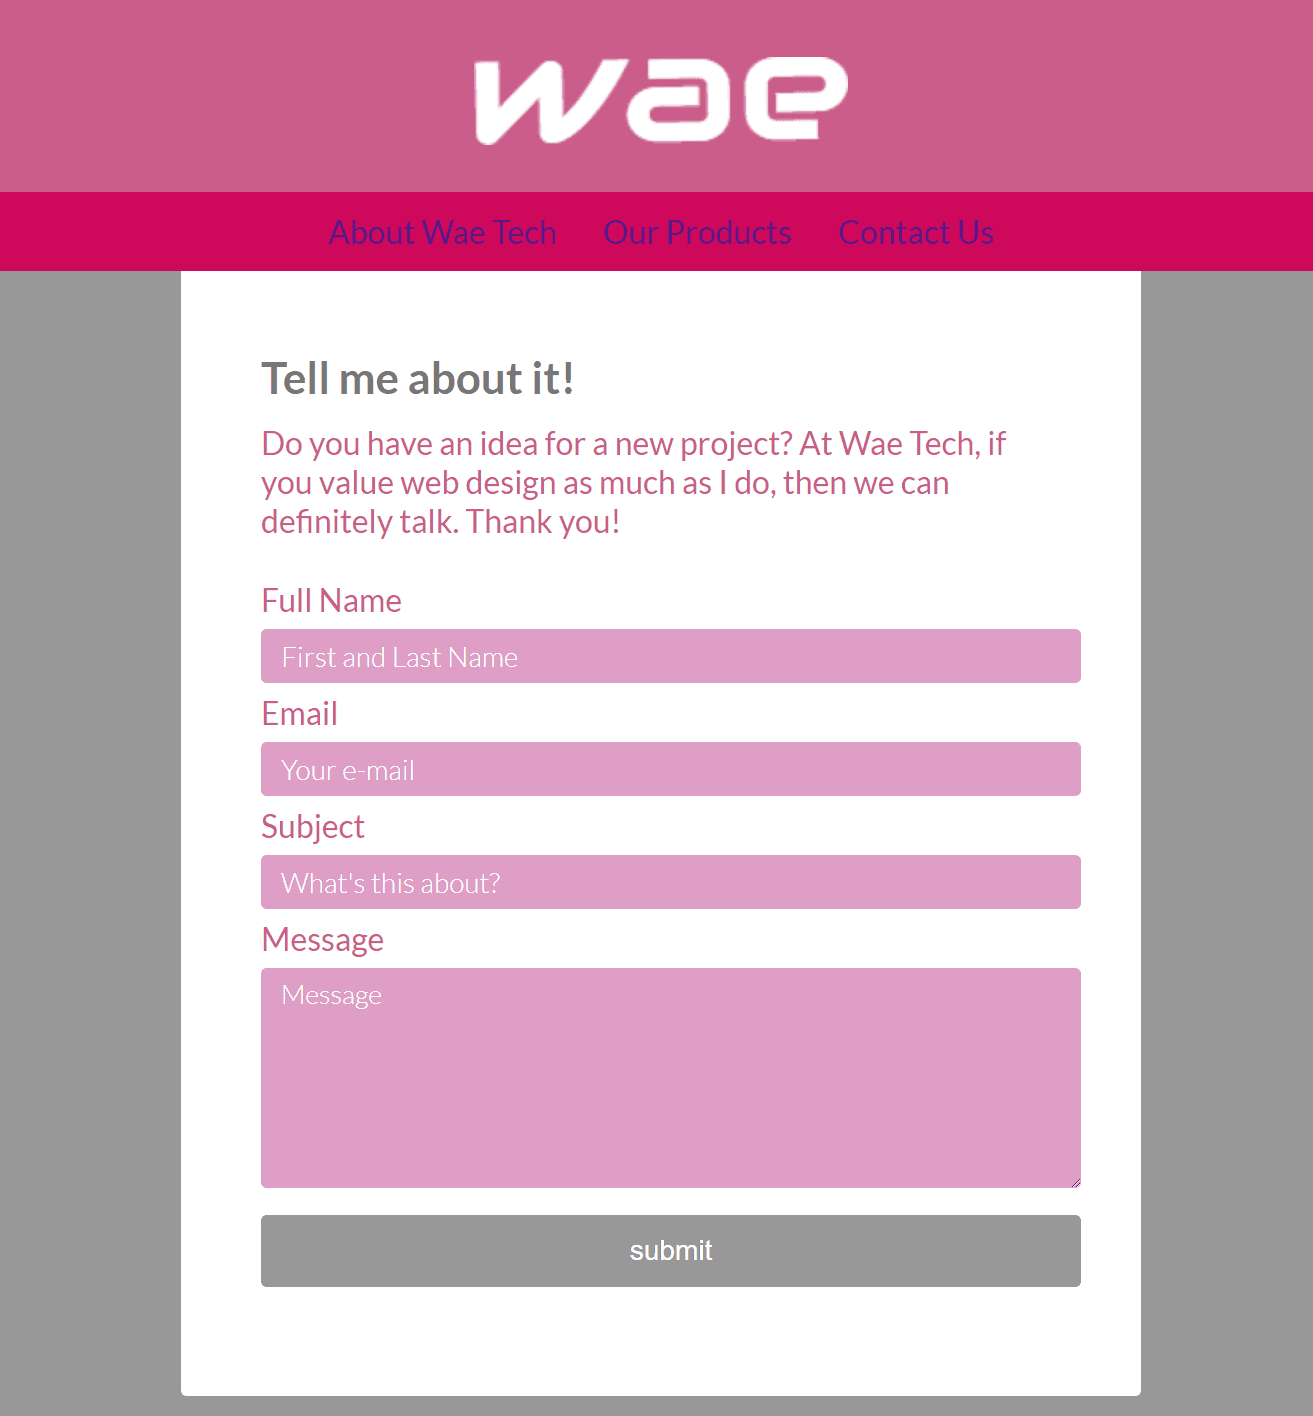 wae
About Wae Tech Our Products Contact Us
Tell me about it!
Do you have an idea for a new project? At Wae Tech, if
you value web design as much as I do, then we can
definitely talk. Thank you!
Full Name
First and Last Name
Email
Your e-mail
Subject
What's this about?
Message
Message
submit